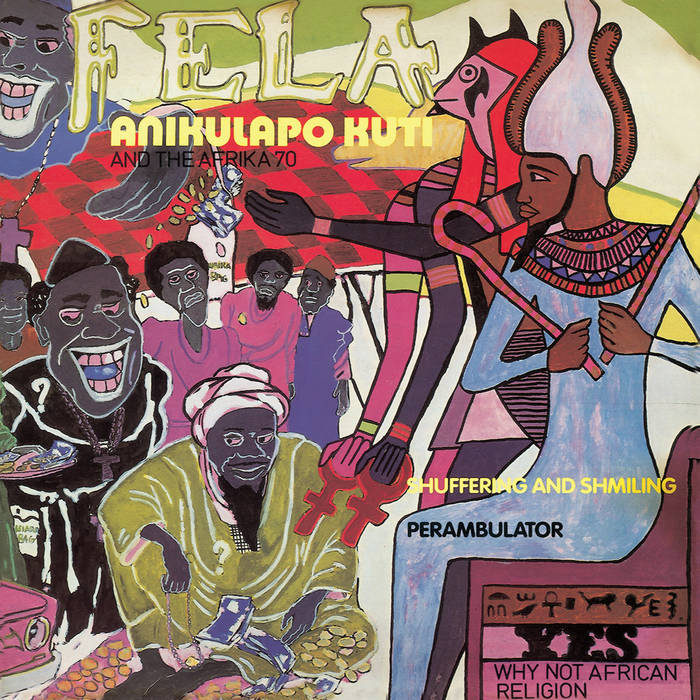 FELA
ANIKULAPO KUTI
AND THE AFRIKA 70
SHUFFERING AND SHMILING
PERAMBULATOR
?
?
YES
WHY NOT AFRICAN
RELIGION